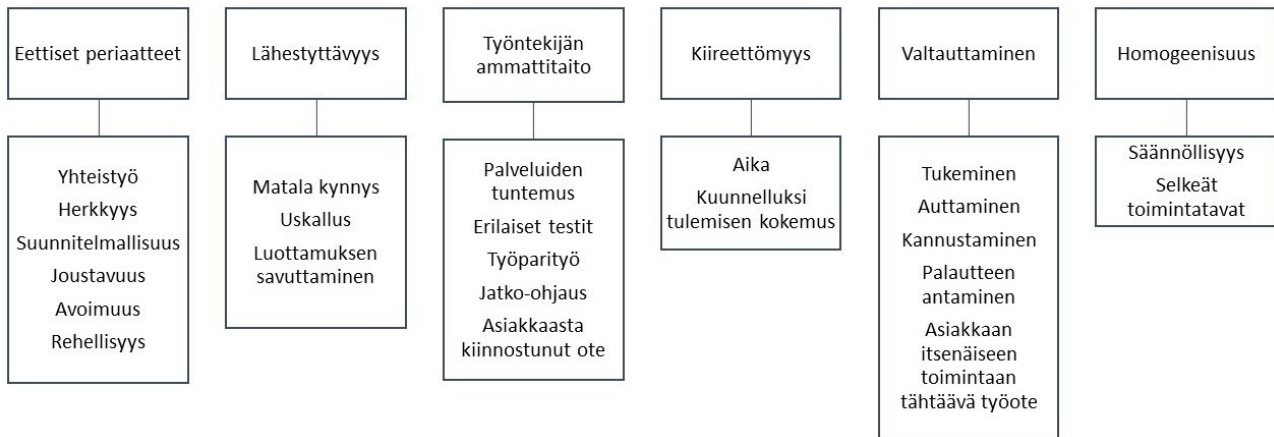 Eettiset periaatteet
Yhteistyö
Herkkyys
Suunnitelmallisuus
Joustavuus
Avoimuus
Rehellisyys
Lähestyttävyys
Matala kynnys
Uskallus
Luottamuksen
savuttaminen
Työntekijän
ammattitaito
Palveluiden
tuntemus
Erilaiset testit
Työparityö
Jatko-ohjaus
Asiakkaasta
kiinnostunut ote
Kiireettömyys
Aika
Kuunnelluksi
tulemisen kokemus
Valtauttaminen
Tukeminen
Auttaminen
Kannustaminen
Palautteen
antaminen
Asiakkaan
itsenäiseen
toimintaan
tähtäävä työote
Homogeenisuus
Säännöllisyys
Selkeät
toimintatavat